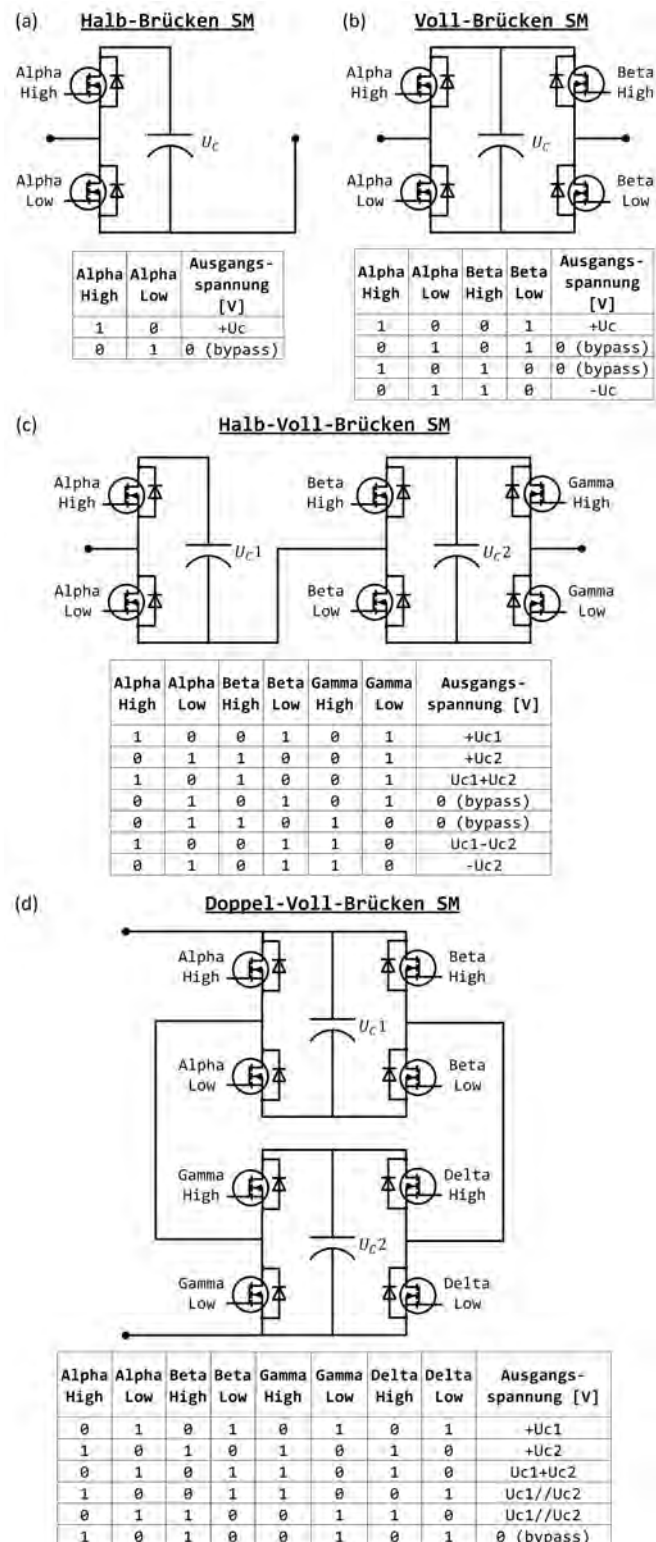 (a) Halb-Brücken SM
(b) Voll-Brücken SM
Alpha
High
Alpha
Low
U_C
Alpha
High
Alpha
Low
U_C
Beta
High
Beta
Low
Alpha High Alpha Low Ausgangs-spannung [V]
1 0 +Uc
0 1 0 (bypass)
Alpha High Alpha Low Beta High Beta Low Ausgangs-spannung [V]
1 0 0 1 +Uc
0 1 0 1 0 (bypass)
1 0 1 0 0 (bypass)
0 1 1 0 -Uc
(c) Halb-Voll-Brücken SM
Alpha
High
Alpha
Low
U_C1
Beta
High
Beta
Low
U_C2
Gamma
High
Gamma
Low
Alpha High Alpha Low Beta High Beta Low Gamma High Gamma Low Ausgangs-spannung [V]
1 0 0 1 0 1 +Uc1
0 1 1 0 0 1 +Uc2
1 0 1 0 0 1 Uc1+Uc2
0 1 0 1 0 1 0 (bypass)
0 1 1 0 1 0 0 (bypass)
1 0 0 1 1 0 Uc1-Uc2
0 1 0 1 1 0 -Uc2
(d) Doppel-Voll-Brücken SM
Alpha
High
Beta
High
U_C1
Alpha
Low
Beta
Low
Gamma
High
Delta
High
U_C2
Gamma
Low
Delta
Low
Alpha High Alpha Low Beta High Beta Low Gamma High Gamma Low Delta High Delta Low Ausgangs-spannung [V]
0 1 0 1 0 1 0 1 +Uc1
1 0 1 0 1 0 1 0 +Uc2
0 1 0 1 1 0 1 0 Uc1+Uc2
1 0 0 1 1 0 0 1 Uc1//Uc2
0 1 1 0 0 1 1 0 Uc1//Uc2
1 0 1 0 0 1 0 1 0 (bypass)